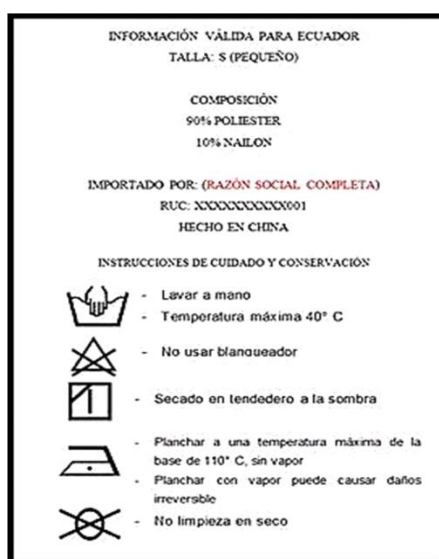 INFORMACIÓN VÁLIDA PARA ECUADOR
TALLA: S (PEQUEÑO)
COMPOSICIÓN
90% POLIESTER
10% NAILON
IMPORTADO POR: (RAZÓN SOCIAL COMPLETA)
RUC: XXXXXXXXXX001
HECHO EN CHINA
INSTRUCCIONES DE CUIDADO Y CONSERVACIÓN
- Lavar a mano
- Temperatura máxima 40° C
- No usar blanqueador
- Secado en tendedero a la sombra
- Planchar a una temperatura máxima de la
base de 110° C, sin vapor
- Planchar con vapor puede causar daños
irreversible
- No limpieza en seco